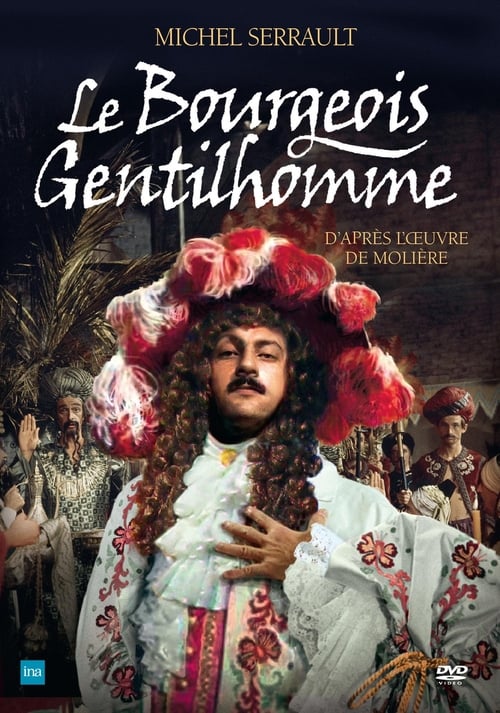 MICHEL SERRAULT
Le Bourgeois
Gentilhomme
D'APRÈS L'ŒUVRE
DE MOLIÈRE
ina
DVD
VIDEO